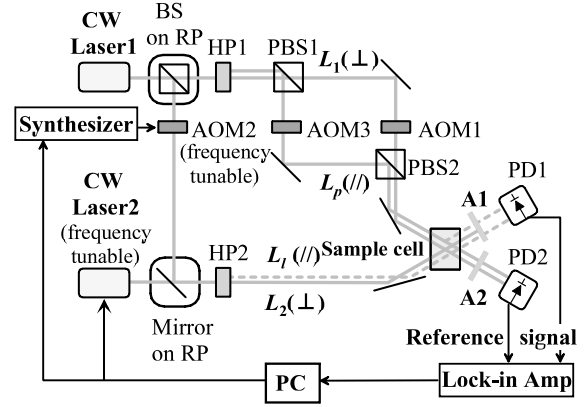 CW
Laser1
BS
on RP
HP1
PBS1
L1(⊥)
Synthesizer
AOM2
(frequency
tunable)
AOM3
AOM1
Lp(//)
PBS2
CW
Laser2
(frequency
tunable)
Mirror
on RP
HP2
Ll (//)
L2(⊥)
Sample cell
A1
PD1
A2
PD2
Reference
signal
PC
Lock-in Amp